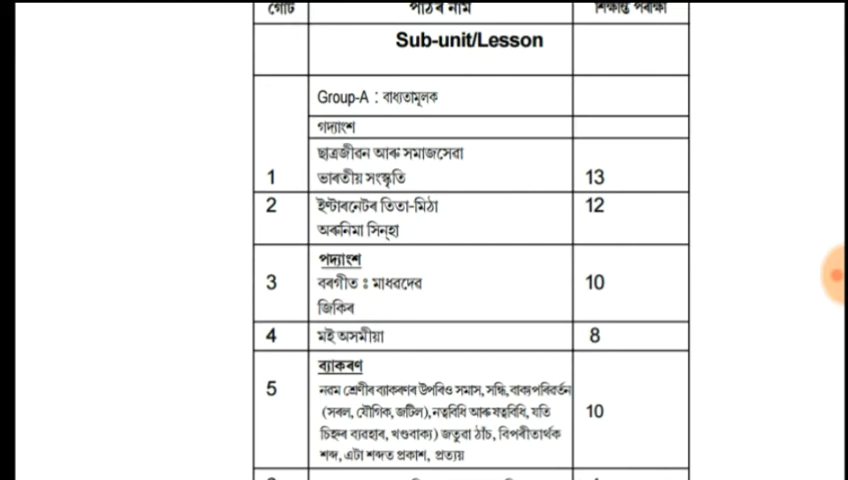 গোট পাঠৰ নাম শিক্ষান্ত পৰীক্ষা
Sub-unit/Lesson
Group-A : বাধ্যতামূলক
গদ্যাংশ
ছাত্ৰজীৱন আৰু সমাজসেৱা
1 ভাৰতীয় সংস্কৃতি 13
2 ইণ্টাৰনেটৰ তিতা-মিঠা 12
অৰুনিমা সিন্হা
পদ্যাংশ
3 বৰগীত ঃ মাধৱদেৱ 10
জিকিৰ
4 মই অসমীয়া 8
ব্যাকৰণ
5 নৱম শ্ৰেণীৰ ব্যাকৰণৰ উপৰিও সমাস, সন্ধি, বাক্য পৰিৱৰ্তন
(সৰল, যৌগিক, জটিল), নত্ববিধি আৰু ষত্ববিধি, যতি 10
চিহ্নৰ ব্যৱহাৰ, খণ্ডবাক্য) জতুৱা ঠাঁচ, বিপৰীতাৰ্থক
শব্দ, এটা শব্দত প্ৰকাশ, প্ৰত্যয়